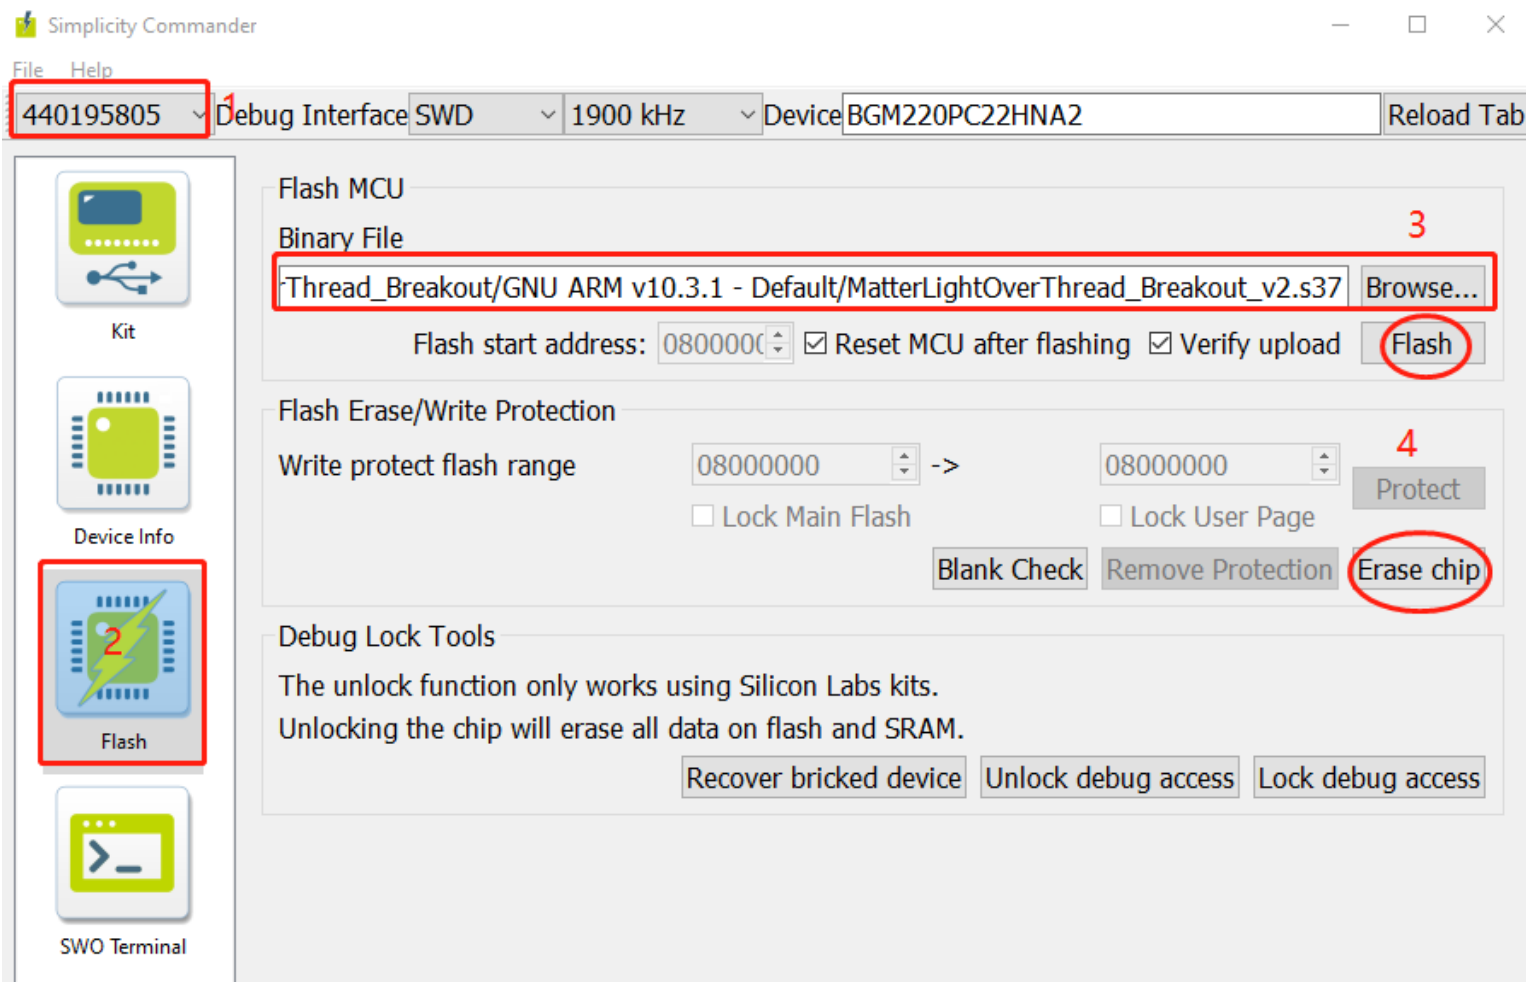 Simplicity Commander
File Help
440195805 1 Debug Interface SWD 1900 kHz Device BGM220PC22HNA2 Reload Tab
Kit
Device Info
2
Flash
SWO Terminal
Flash MCU
3
Binary File
rThread_Breakout/GNU ARM v10.3.1 - Default/MatterLightOverThread_Breakout_v2.s37 Browse...
Flash start address: 0800000( Reset MCU after flashing Verify upload Flash
Flash Erase/Write Protection
4
Write protect flash range 08000000 -> 08000000 Protect
Lock Main Flash Lock User Page
Blank Check Remove Protection Erase chip
Debug Lock Tools
The unlock function only works using Silicon Labs kits.
Unlocking the chip will erase all data on flash and SRAM.
Recover bricked device Unlock debug access Lock debug access